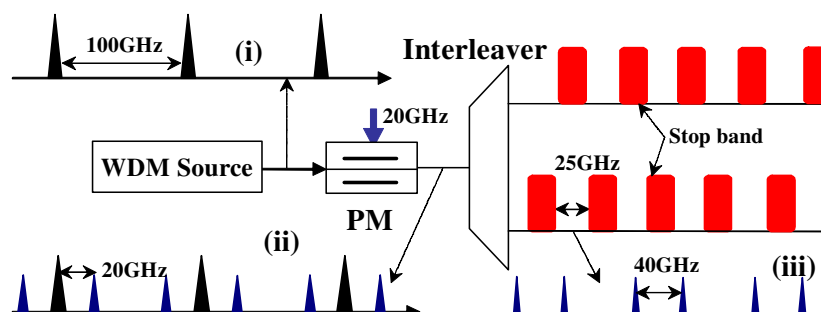 100GHz
(i)
Interleaver
20GHz
WDM Source
Stop band
25GHz
PM
(ii)
20GHz
40GHz
(iii)